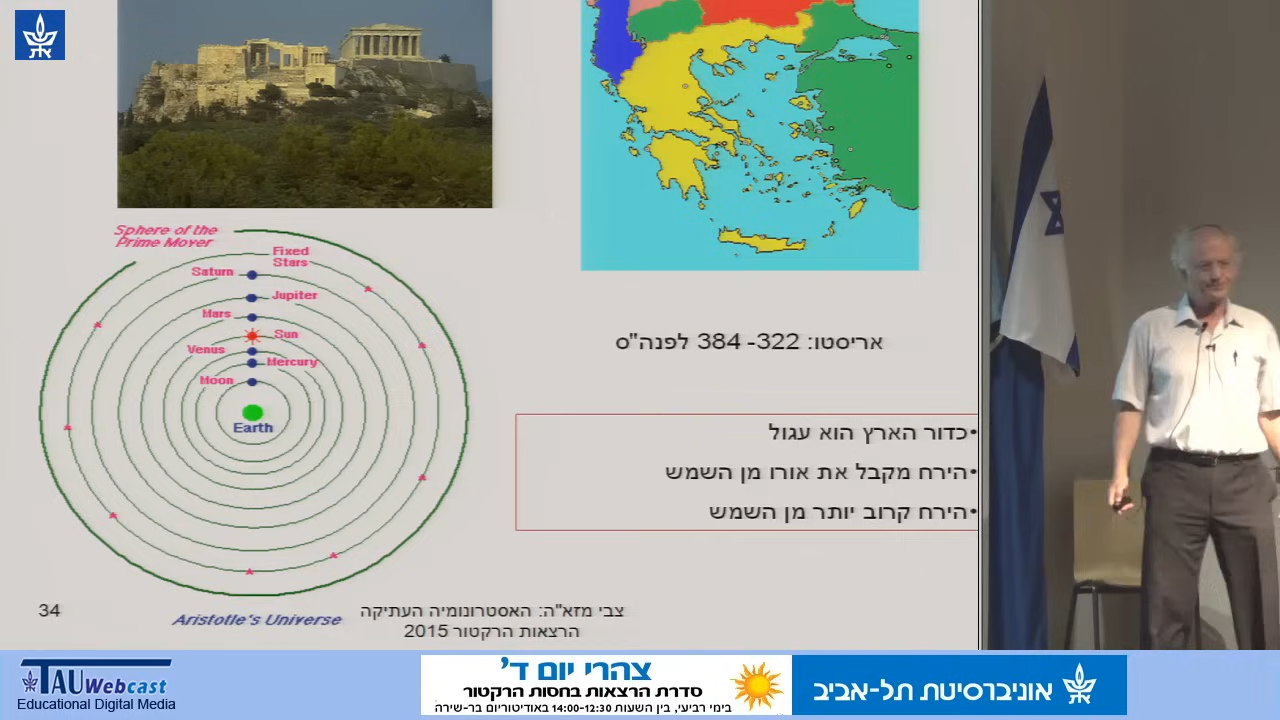 Sphere of the
Prime Mover
Fixed
Stars
Saturn
Jupiter
Mars
Sun
Venus
Mercury
Moon
Earth
אריסטו: 322- 384 לפנה"ס
•כדור הארץ הוא עגול
•הירח מקבל את אורו מן השמש
•הירח קרוב יותר מן השמש
34
Aristotle's Universe
צבי מזא"ה: האסטרונומיה העתיקה
הרצאות הרקטור 2015
TAU Webcast
Educational Digital Media
צהרי יום ד'
סדרת הרצאות בחסות הרקטור
בימי רביעי, בין השעות 14:00-12:30 באודיטוריום בר-שירה
אוניברסיטת תל-אביב